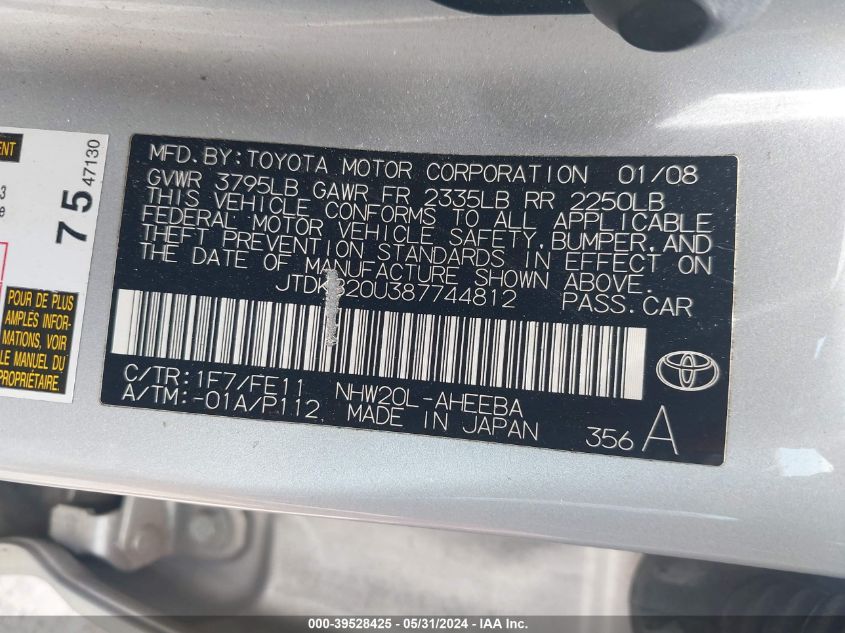 MFD. BY: TOYOTA MOTOR CORPORATION 01/08
GVWR 3795LB GAWR FR 2335LB RR 2250LB
THIS VEHICLE CONFORMS TO ALL APPLICABLE
FEDERAL MOTOR VEHICLE SAFETY, BUMPER, AND
THEFT PREVENTION STANDARDS IN EFFECT ON
THE DATE OF MANUFACTURE SHOWN ABOVE.
PASS. CAR
C/TR: 1F7/FE11 NHW20L-AHEEBA
A/TM: -01A/P112 MADE IN JAPAN
356 A
75 47130
POUR DE PLUS
AMPLES INFOR-
MATIONS, VOIR
LE MANUEL DU
PROPRIÉTAIRE.
000-39528425 - 05/31/2024 - IAA Inc.